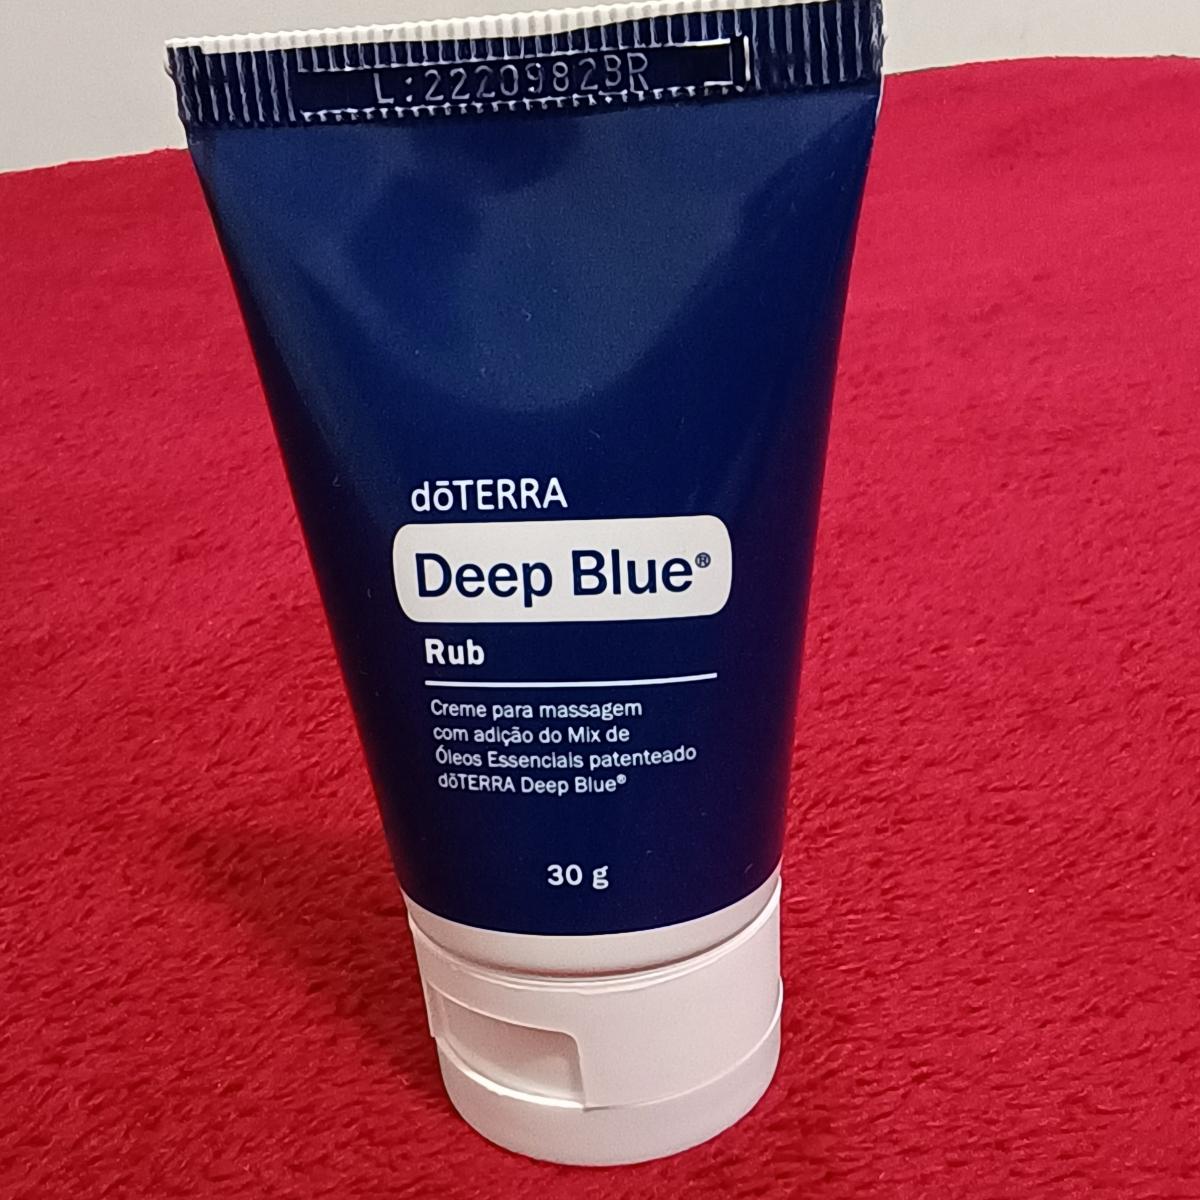 L:2220982BR
dōTERRA
Deep Blue®
Rub
Creme para massagem
com adição do Mix de
Óleos Essenciais patenteado
dōTERRA Deep Blue®
30 g